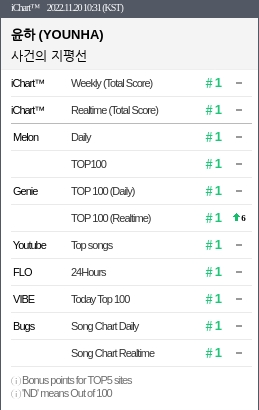 iChart™ 2022.11.20 10:31 (KST)
윤하 (YOUNHA)
사건의 지평선
iChart™ Weekly (Total Score) # 1 –
iChart™ Realtime (Total Score) # 1 –
Melon Daily # 1 –
TOP100 # 1 –
Genie TOP 100 (Daily) # 1 –
TOP 100 (Realtime) # 1 ↑6
Youtube Top songs # 1 –
FLO 24Hours # 1 –
VIBE Today Top 100 # 1 –
Bugs Song Chart Daily # 1 –
Song Chart Realtime # 1 –
( i ) Bonus points for TOP5 sites
( i ) 'ND' means Out of 100